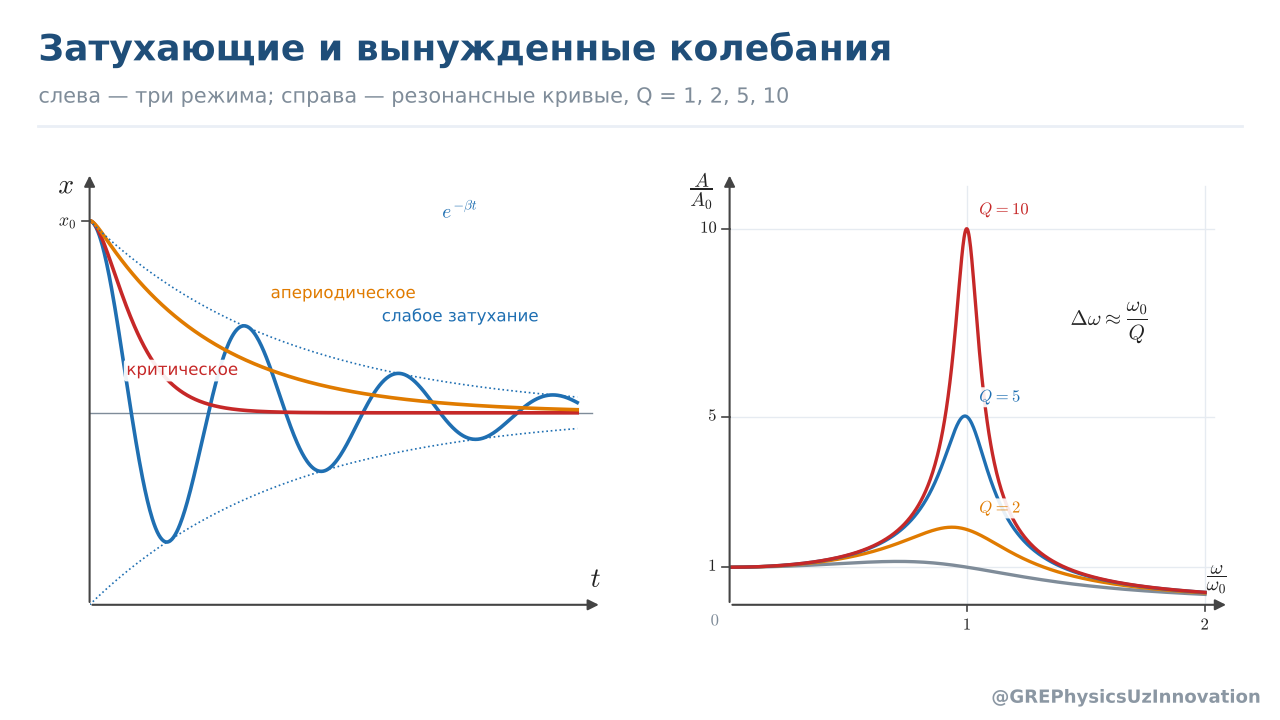 Затухающие и вынужденные колебания
слева — три режима; справа — резонансные кривые, Q = 1, 2, 5, 10
x
x₀
e^{−βt}
апериодическое
слабое затухание
критическое
t
A/A₀
10
5
1
0
Q = 10
Δω ≈ ω₀/Q
Q = 5
Q = 2
ω/ω₀
1
2
@GREPhysicsUzInnovation